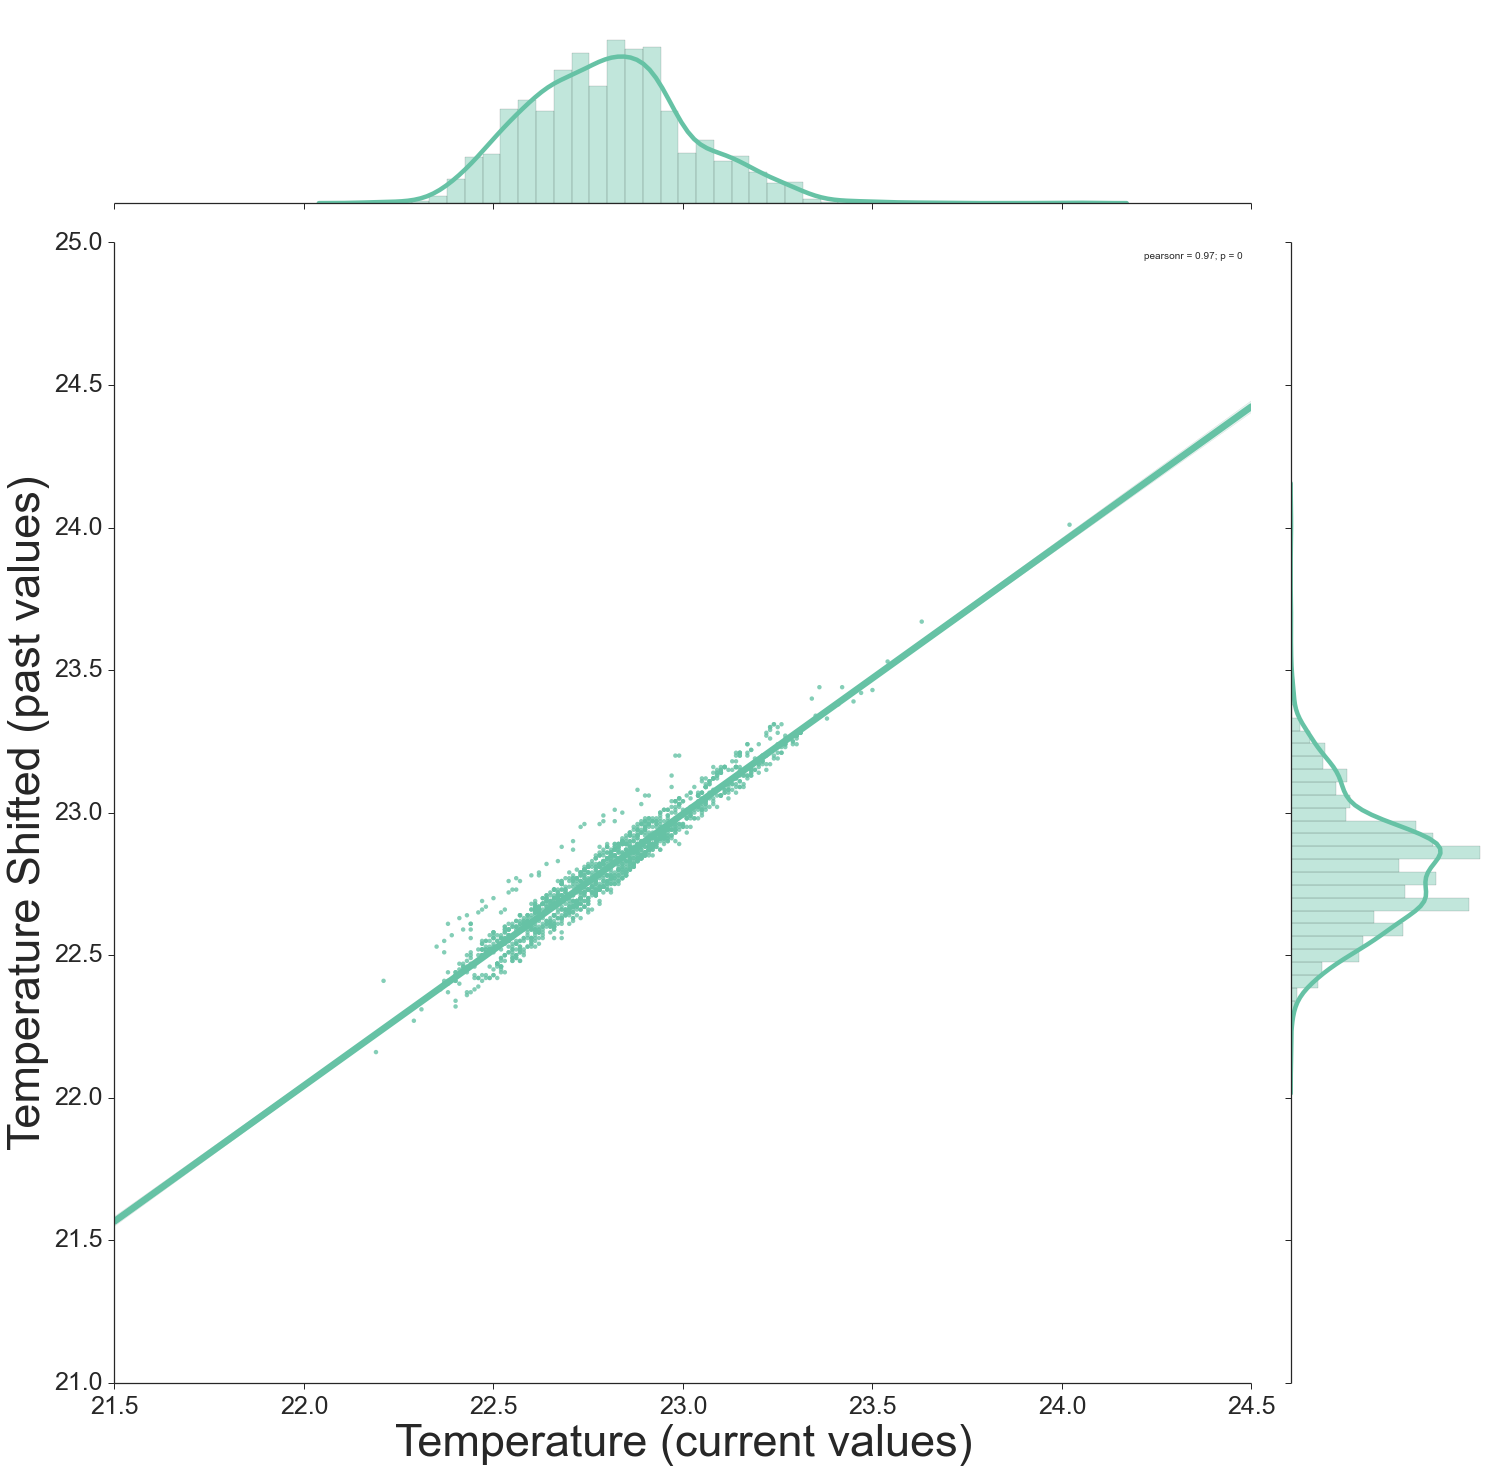 pearsonr = 0.97; p = 0
25.0
24.5
24.0
23.5
23.0
22.5
22.0
21.5
21.0
Temperature Shifted (past values)
21.5 22.0 22.5 23.0 23.5 24.0 24.5
Temperature (current values)